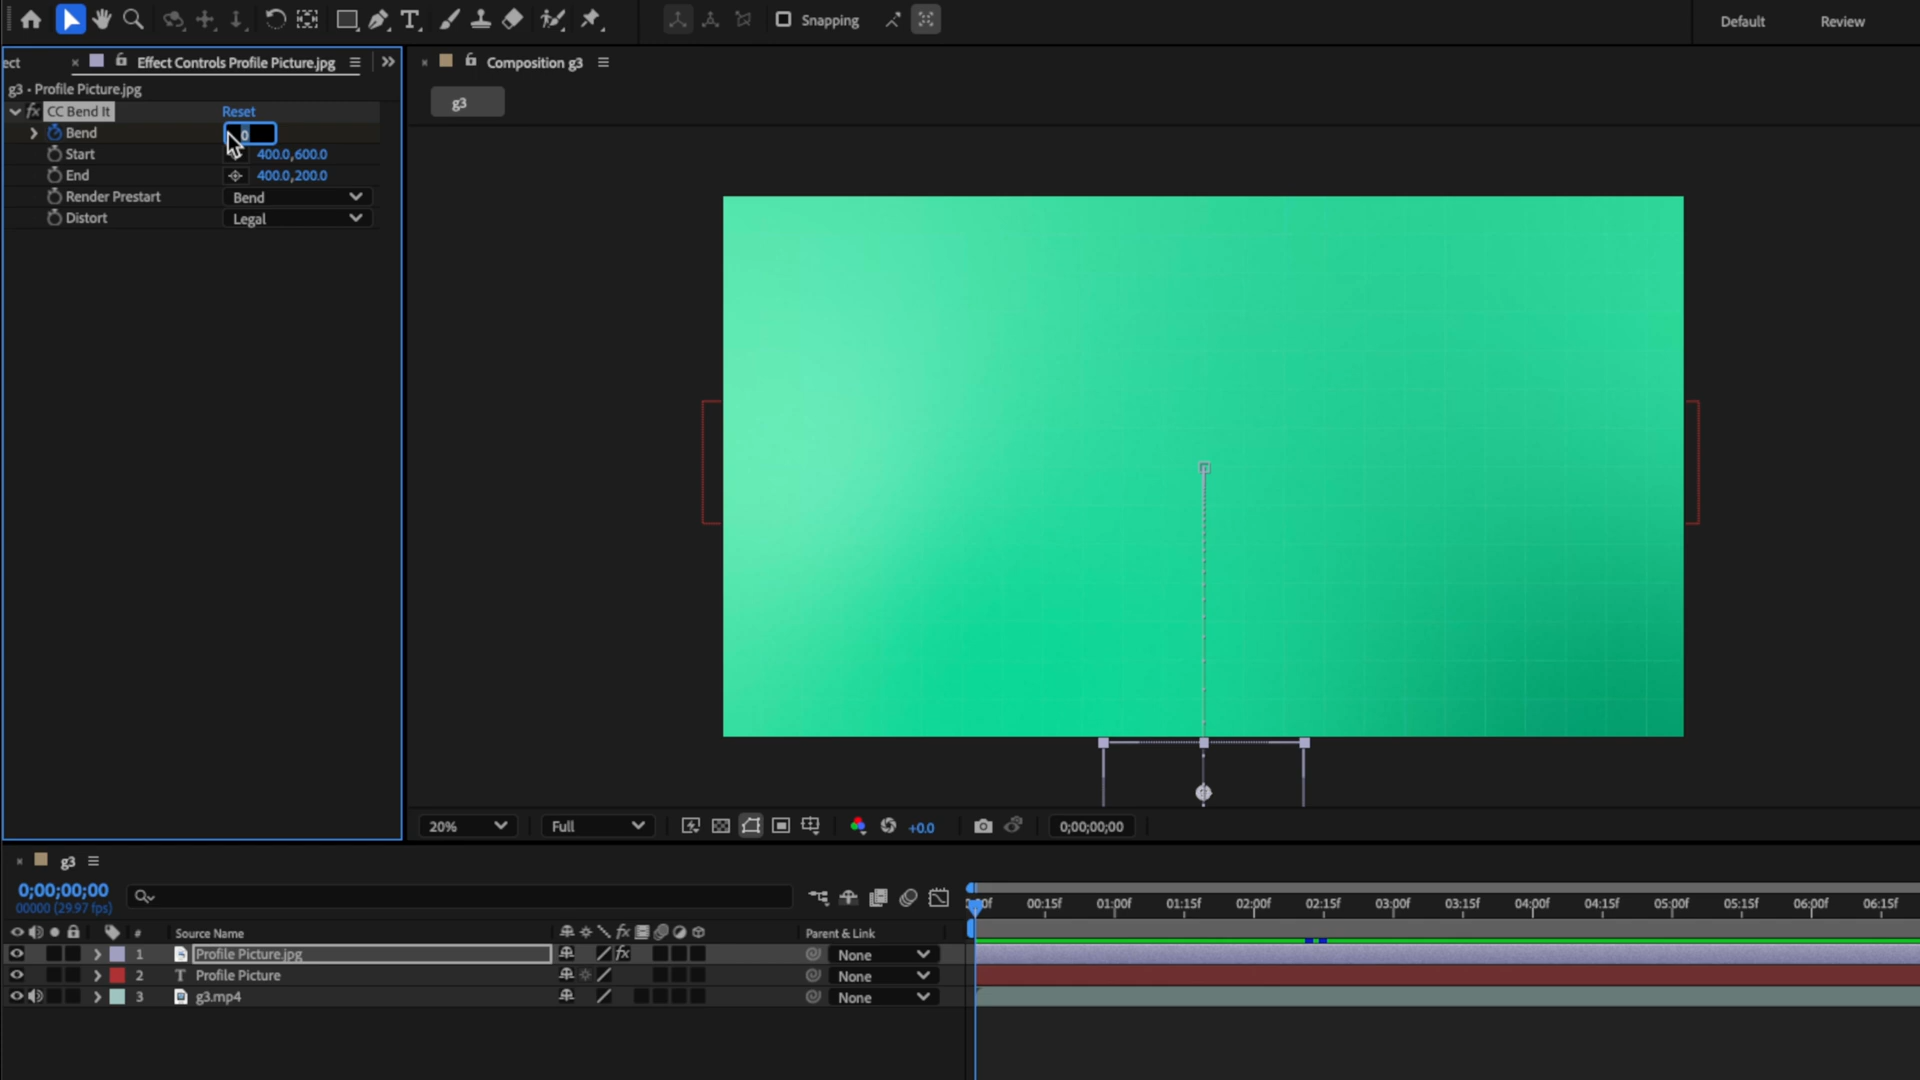 Snapping
Default
Review
ect
Effect Controls Profile Picture.jpg
Composition g3
g3 • Profile Picture.jpg
g3
fx CC Bend It
Reset
Bend
0
Start
400.0,600.0
End
400.0,200.0
Render Prestart
Bend
Distort
Legal
20%
Full
+0.0
0;00;00;00
g3
0;00;00;00
00000 (29.97 fps)
00f 00:15f 01:00f 01:15f 02:00f 02:15f 03:00f 03:15f 04:00f 04:15f 05:00f 05:15f 06:00f 06:15f
# Source Name fx Parent & Link
1 Profile Picture.jpg fx None
2 T Profile Picture None
3 g3.mp4 None